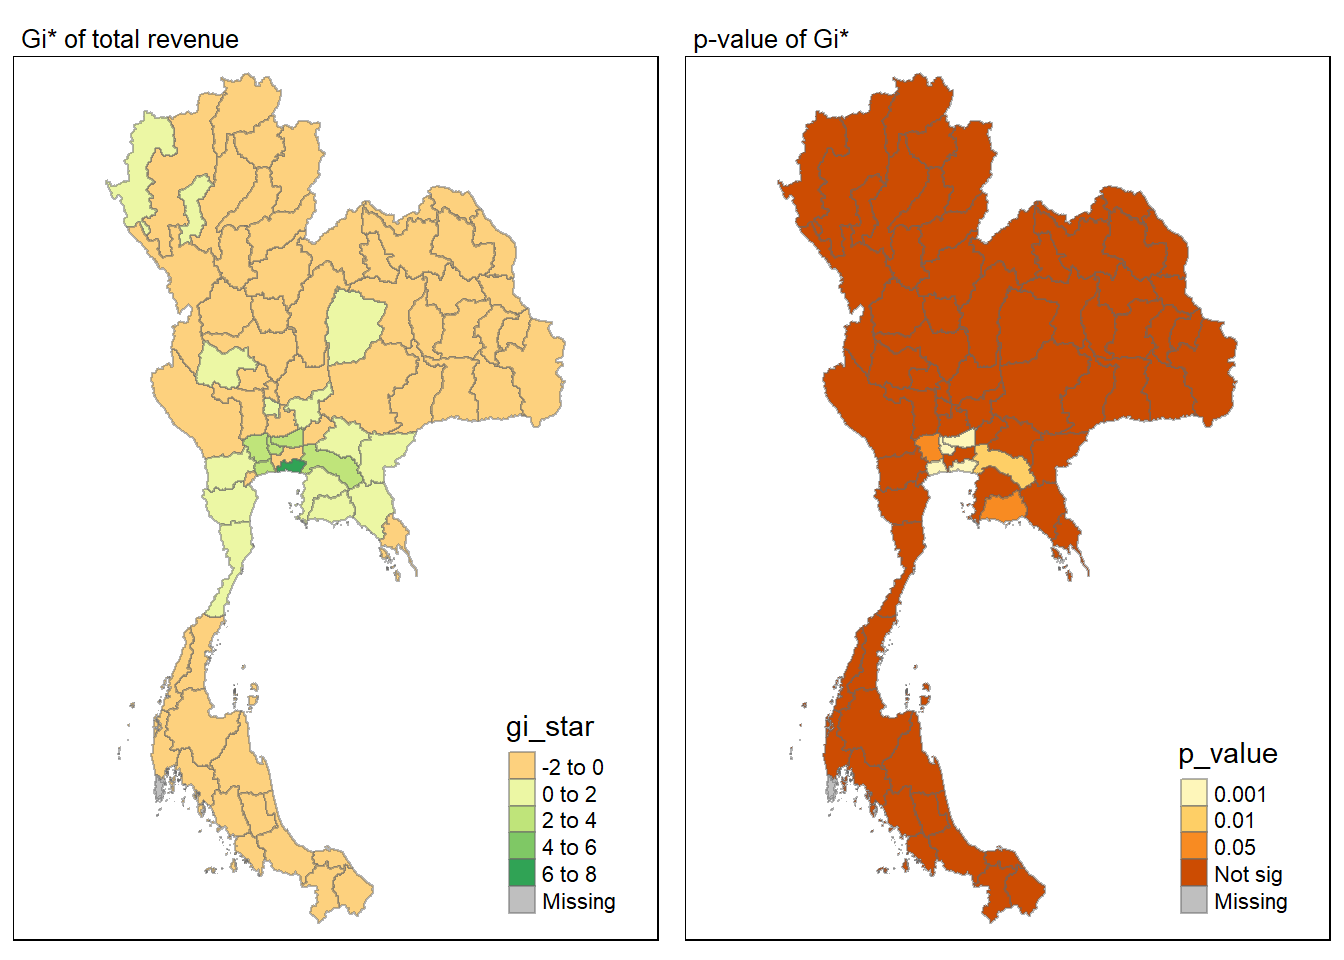 Gi* of total revenue
gi_star
-2 to 0
0 to 2
2 to 4
4 to 6
6 to 8
Missing
p-value of Gi*
p_value
0.001
0.01
0.05
Not sig
Missing